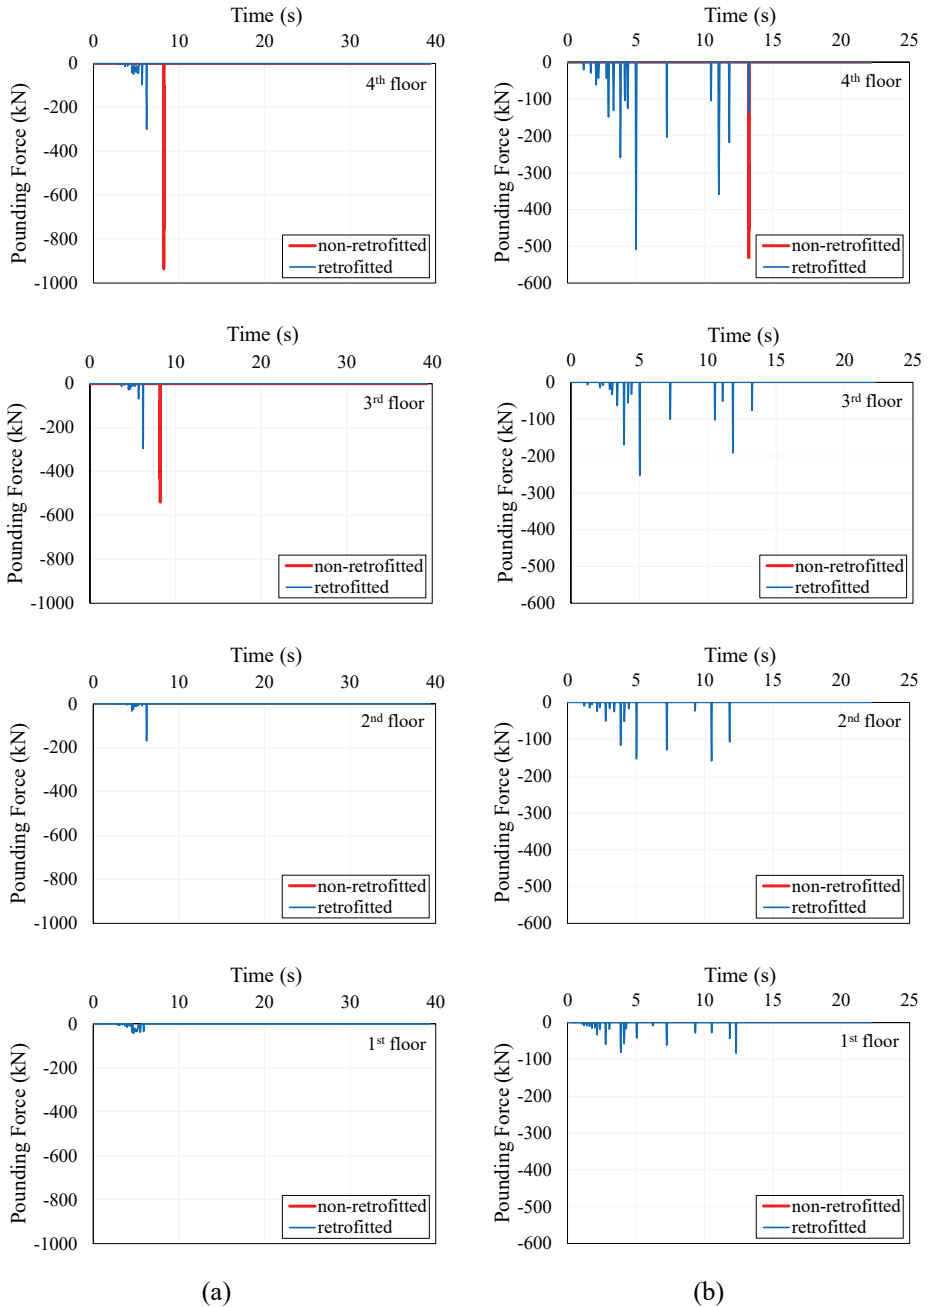 Time (s)
0 10 20 30 40
0
-200
-400
-600
-800
-1000
Pounding Force (kN)
4th floor
non-retrofitted
retrofitted
Time (s)
0 5 10 15 20 25
0
-100
-200
-300
-400
-500
-600
Pounding Force (kN)
4th floor
non-retrofitted
retrofitted
Time (s)
0 10 20 30 40
0
-200
-400
-600
-800
-1000
Pounding Force (kN)
3rd floor
non-retrofitted
retrofitted
Time (s)
0 5 10 15 20 25
0
-100
-200
-300
-400
-500
-600
Pounding Force (kN)
3rd floor
non-retrofitted
retrofitted
Time (s)
0 10 20 30 40
0
-200
-400
-600
-800
-1000
Pounding Force (kN)
2nd floor
non-retrofitted
retrofitted
Time (s)
0 5 10 15 20 25
0
-100
-200
-300
-400
-500
-600
Pounding Force (kN)
2nd floor
non-retrofitted
retrofitted
Time (s)
0 10 20 30 40
0
-200
-400
-600
-800
-1000
Pounding Force (kN)
1st floor
non-retrofitted
retrofitted
Time (s)
0 5 10 15 20 25
0
-100
-200
-300
-400
-500
-600
Pounding Force (kN)
1st floor
non-retrofitted
retrofitted
(a)
(b)